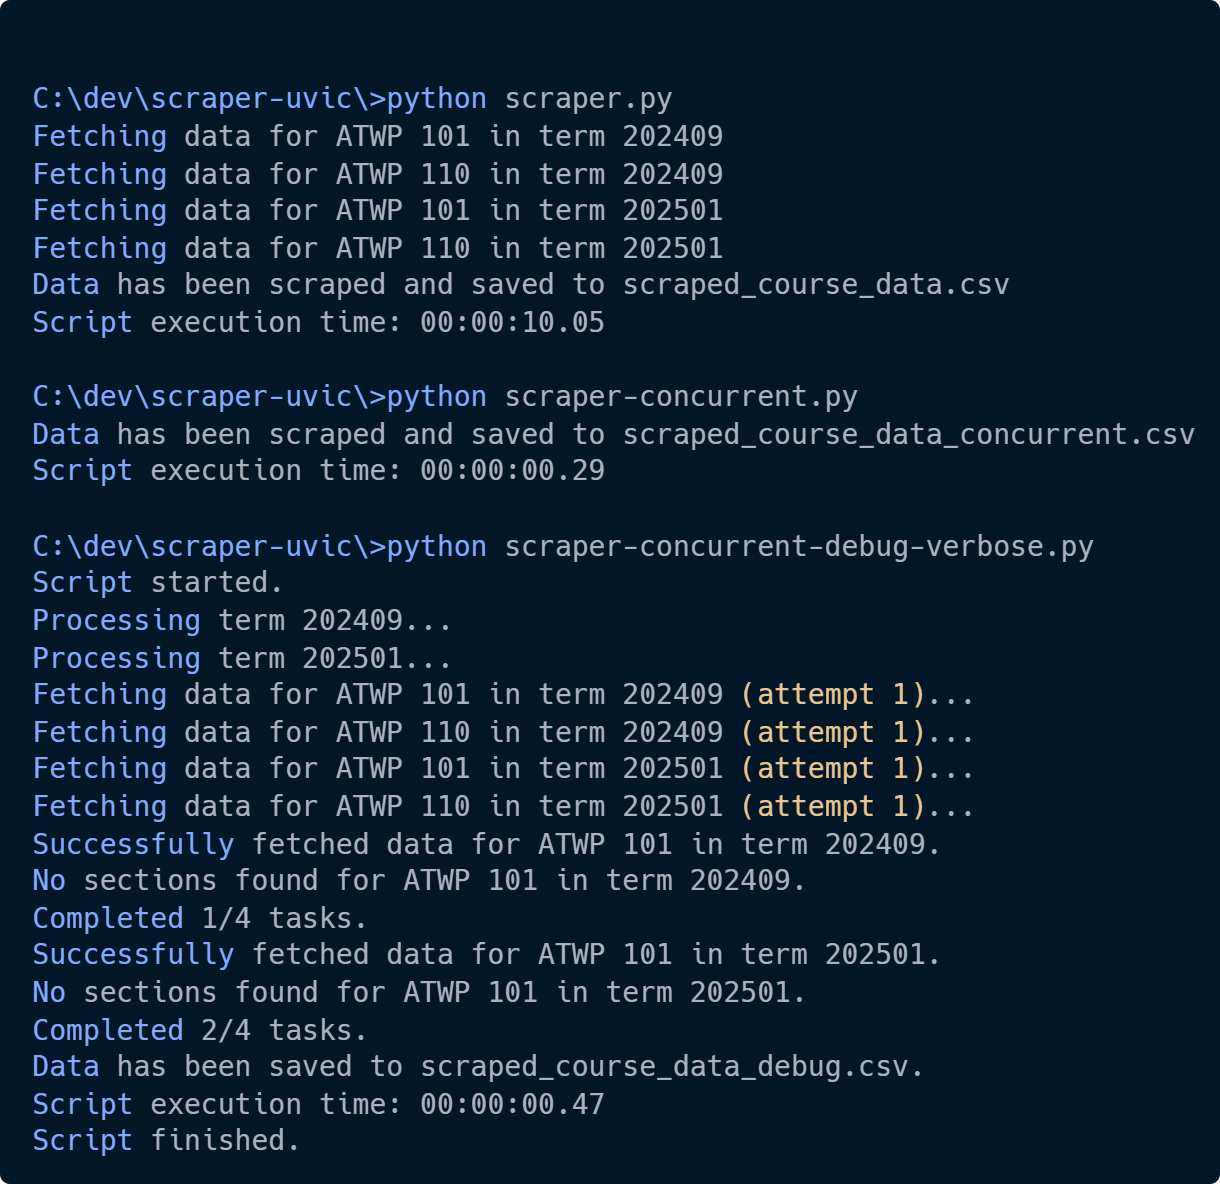 C:\dev\scraper-uvic\>python scraper.py
Fetching data for ATWP 101 in term 202409
Fetching data for ATWP 110 in term 202409
Fetching data for ATWP 101 in term 202501
Fetching data for ATWP 110 in term 202501
Data has been scraped and saved to scraped_course_data.csv
Script execution time: 00:00:10.05
C:\dev\scraper-uvic\>python scraper-concurrent.py
Data has been scraped and saved to scraped_course_data_concurrent.csv
Script execution time: 00:00:00.29
C:\dev\scraper-uvic\>python scraper-concurrent-debug-verbose.py
Script started.
Processing term 202409...
Processing term 202501...
Fetching data for ATWP 101 in term 202409 (attempt 1)...
Fetching data for ATWP 110 in term 202409 (attempt 1)...
Fetching data for ATWP 101 in term 202501 (attempt 1)...
Fetching data for ATWP 110 in term 202501 (attempt 1)...
Successfully fetched data for ATWP 101 in term 202409.
No sections found for ATWP 101 in term 202409.
Completed 1/4 tasks.
Successfully fetched data for ATWP 101 in term 202501.
No sections found for ATWP 101 in term 202501.
Completed 2/4 tasks.
Data has been saved to scraped_course_data_debug.csv.
Script execution time: 00:00:00.47
Script finished.